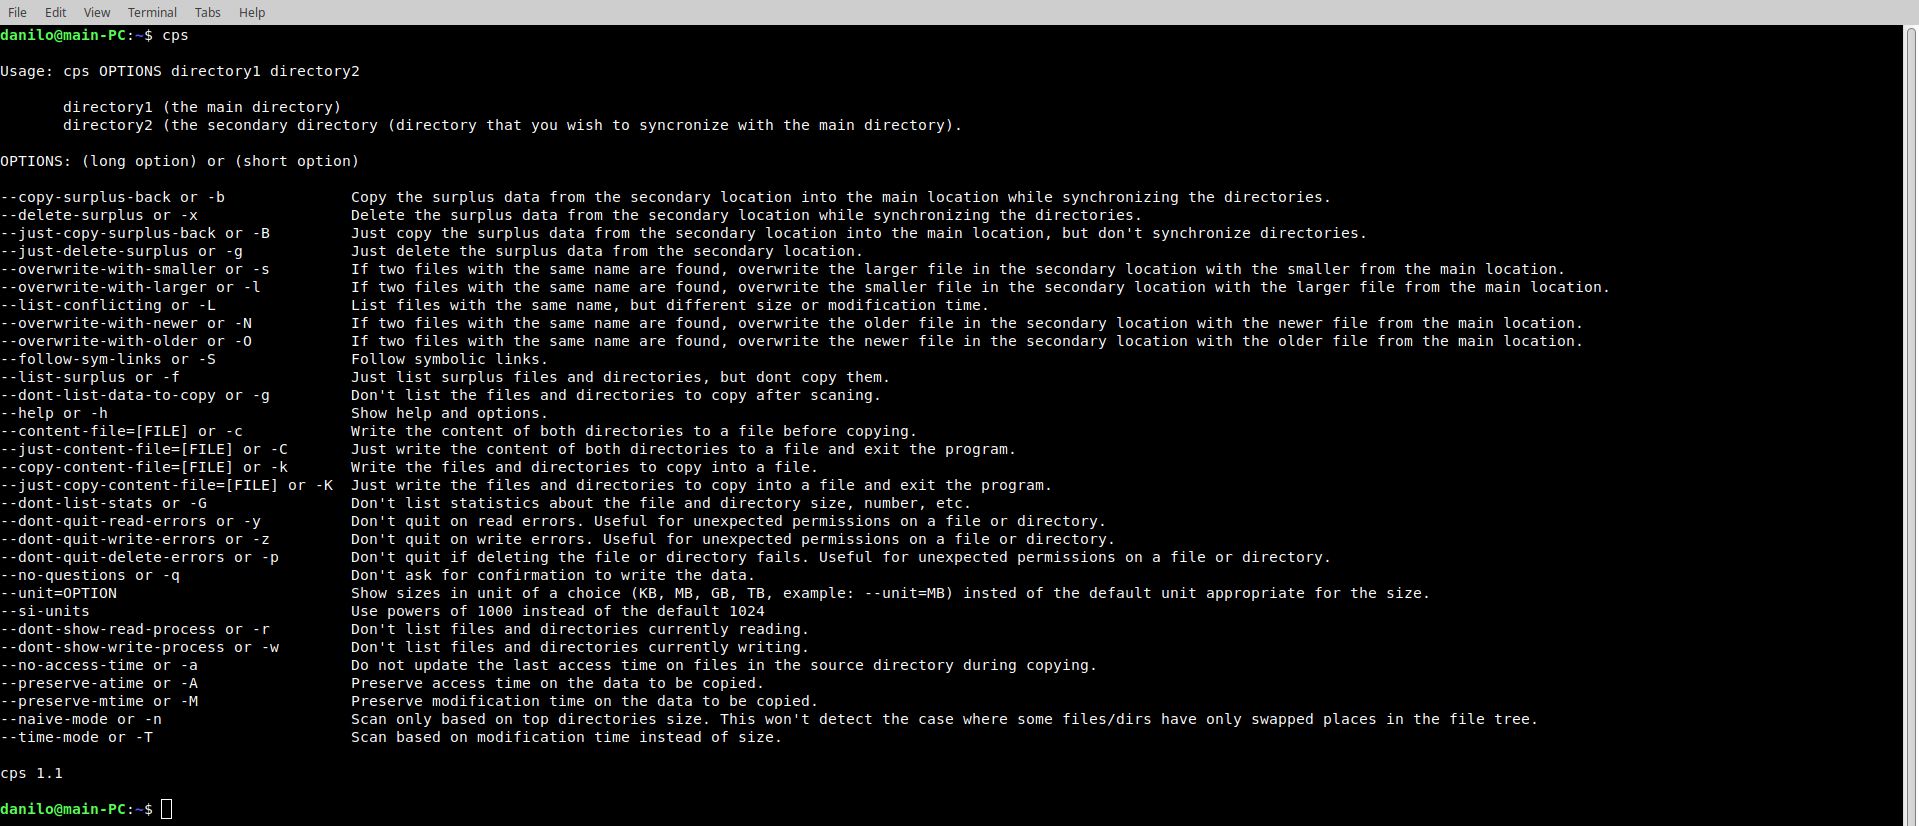 File Edit View Terminal Tabs Help
danilo@main-PC:~$ cps
Usage: cps OPTIONS directory1 directory2
directory1 (the main directory)
directory2 (the secondary directory (directory that you wish to syncronize with the main directory).
OPTIONS: (long option) or (short option)
--copy-surplus-back or -b Copy the surplus data from the secondary location into the main location while synchronizing the directories.
--delete-surplus or -x Delete the surplus data from the secondary location while synchronizing the directories.
--just-copy-surplus-back or -B Just copy the surplus data from the secondary location into the main location, but don't synchronize directories.
--just-delete-surplus or -g Just delete the surplus data from the secondary location.
--overwrite-with-smaller or -s If two files with the same name are found, overwrite the larger file in the secondary location with the smaller from the main location.
--overwrite-with-larger or -l If two files with the same name are found, overwrite the smaller file in the secondary location with the larger file from the main location.
--list-conflicting or -L List files with the same name, but different size or modification time.
--overwrite-with-newer or -N If two files with the same name are found, overwrite the older file in the secondary location with the newer file from the main location.
--overwrite-with-older or -O If two files with the same name are found, overwrite the newer file in the secondary location with the older file from the main location.
--follow-sym-links or -S Follow symbolic links.
--list-surplus or -f Just list surplus files and directories, but dont copy them.
--dont-list-data-to-copy or -g Don't list the files and directories to copy after scaning.
--help or -h Show help and options.
--content-file=[FILE] or -c Write the content of both directories to a file before copying.
--just-content-file=[FILE] or -C Just write the content of both directories to a file and exit the program.
--copy-content-file=[FILE] or -k Write the files and directories to copy into a file.
--just-copy-content-file=[FILE] or -K Just write the files and directories to copy into a file and exit the program.
--dont-list-stats or -G Don't list statistics about the file and directory size, number, etc.
--dont-quit-read-errors or -y Don't quit on read errors. Useful for unexpected permissions on a file or directory.
--dont-quit-write-errors or -z Don't quit on write errors. Useful for unexpected permissions on a file or directory.
--dont-quit-delete-errors or -p Don't quit if deleting the file or directory fails. Useful for unexpected permissions on a file or directory.
--no-questions or -q Don't ask for confirmation to write the data.
--unit=OPTION Show sizes in unit of a choice (KB, MB, GB, TB, example: --unit=MB) insted of the default unit appropriate for the size.
--si-units Use powers of 1000 instead of the default 1024
--dont-show-read-process or -r Don't list files and directories currently reading.
--dont-show-write-process or -w Don't list files and directories currently writing.
--no-access-time or -a Do not update the last access time on files in the source directory during copying.
--preserve-atime or -A Preserve access time on the data to be copied.
--preserve-mtime or -M Preserve modification time on the data to be copied.
--naive-mode or -n Scan only based on top directories size. This won't detect the case where some files/dirs have only swapped places in the file tree.
--time-mode or -T Scan based on modification time instead of size.
cps 1.1
danilo@main-PC:~$